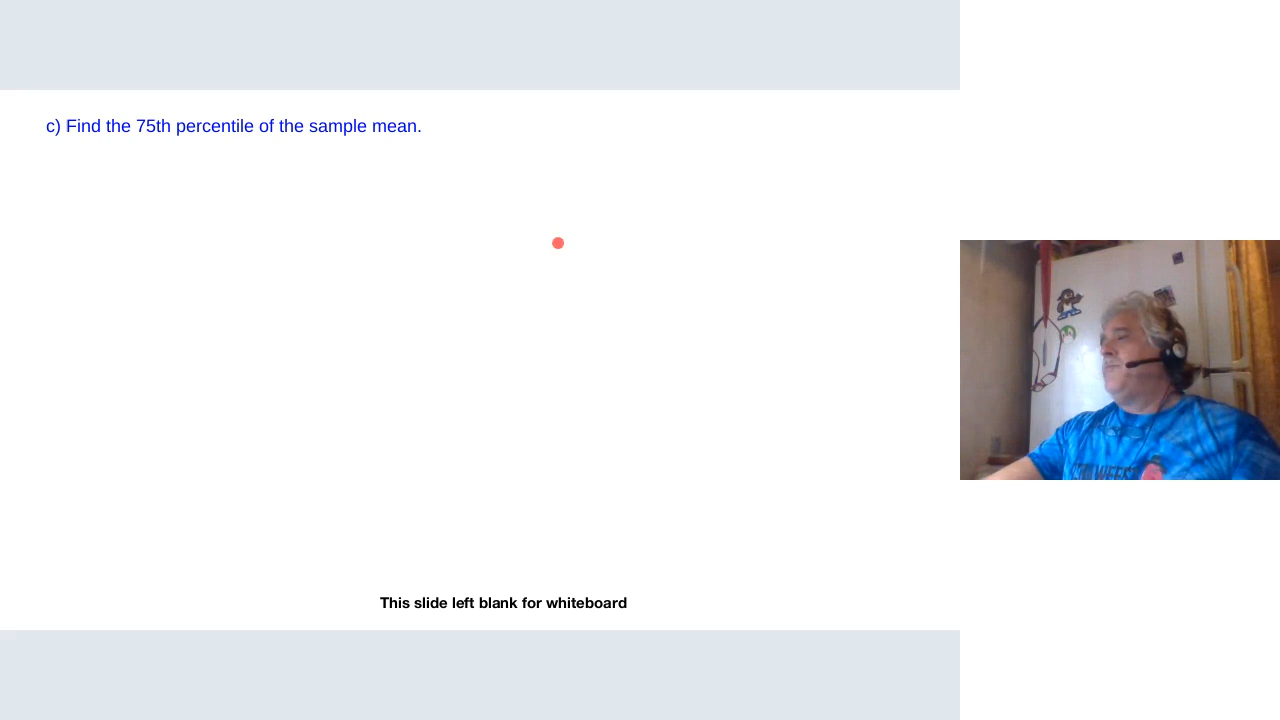 c) Find the 75th percentile of the sample mean.
This slide left blank for whiteboard